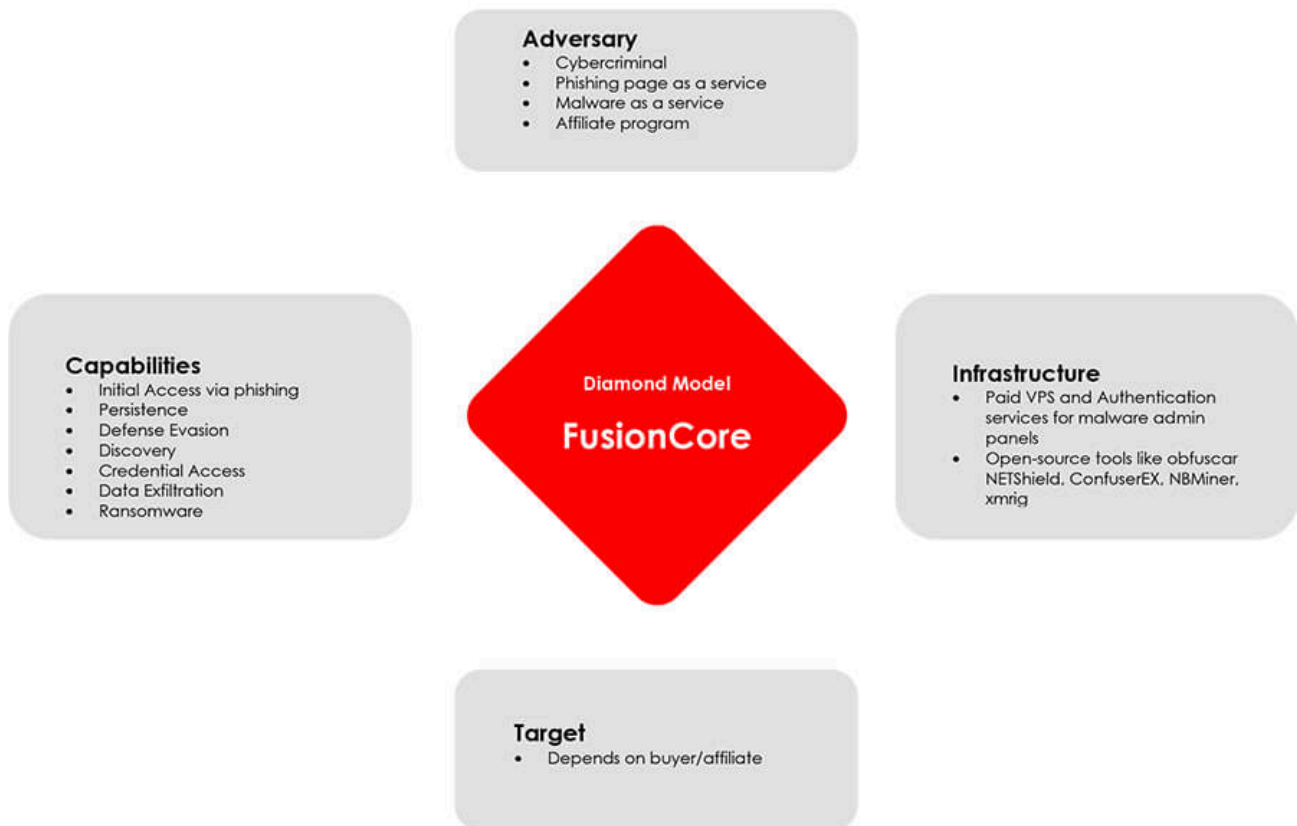 Adversary
• Cybercriminal
• Phishing page as a service
• Malware as a service
• Affiliate program
Capabilities
• Initial Access via phishing
• Persistence
• Defense Evasion
• Discovery
• Credential Access
• Data Exfiltration
• Ransomware
Diamond Model
FusionCore
Infrastructure
• Paid VPS and Authentication
services for malware admin
panels
• Open-source tools like obfuscar
NETShield, ConfuserEX, NBMiner,
xmrig
Target
• Depends on buyer/affiliate